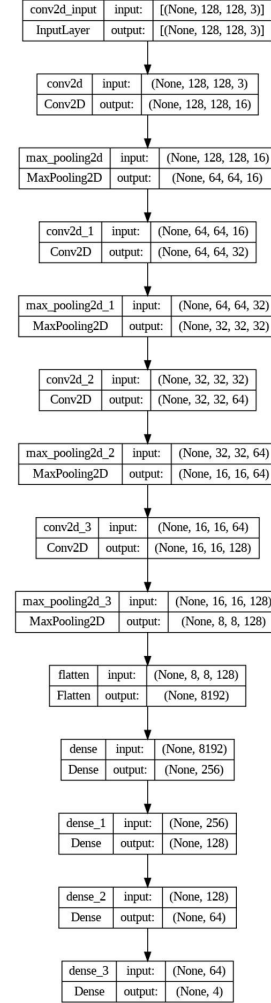 conv2d_input input: [(None, 128, 128, 3)]
InputLayer output: [(None, 128, 128, 3)]
conv2d input: (None, 128, 128, 3)
Conv2D output: (None, 128, 128, 16)
max_pooling2d input: (None, 128, 128, 16)
MaxPooling2D output: (None, 64, 64, 16)
conv2d_1 input: (None, 64, 64, 16)
Conv2D output: (None, 64, 64, 32)
max_pooling2d_1 input: (None, 64, 64, 32)
MaxPooling2D output: (None, 32, 32, 32)
conv2d_2 input: (None, 32, 32, 32)
Conv2D output: (None, 32, 32, 64)
max_pooling2d_2 input: (None, 32, 32, 64)
MaxPooling2D output: (None, 16, 16, 64)
conv2d_3 input: (None, 16, 16, 64)
Conv2D output: (None, 16, 16, 128)
max_pooling2d_3 input: (None, 16, 16, 128)
MaxPooling2D output: (None, 8, 8, 128)
flatten input: (None, 8, 8, 128)
Flatten output: (None, 8192)
dense input: (None, 8192)
Dense output: (None, 256)
dense_1 input: (None, 256)
Dense output: (None, 128)
dense_2 input: (None, 128)
Dense output: (None, 64)
dense_3 input: (None, 64)
Dense output: (None, 4)